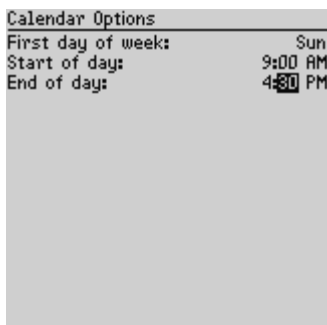 Calendar Options
First day of week: Sun
Start of day: 9:00 AM
End of day: 4:30 PM